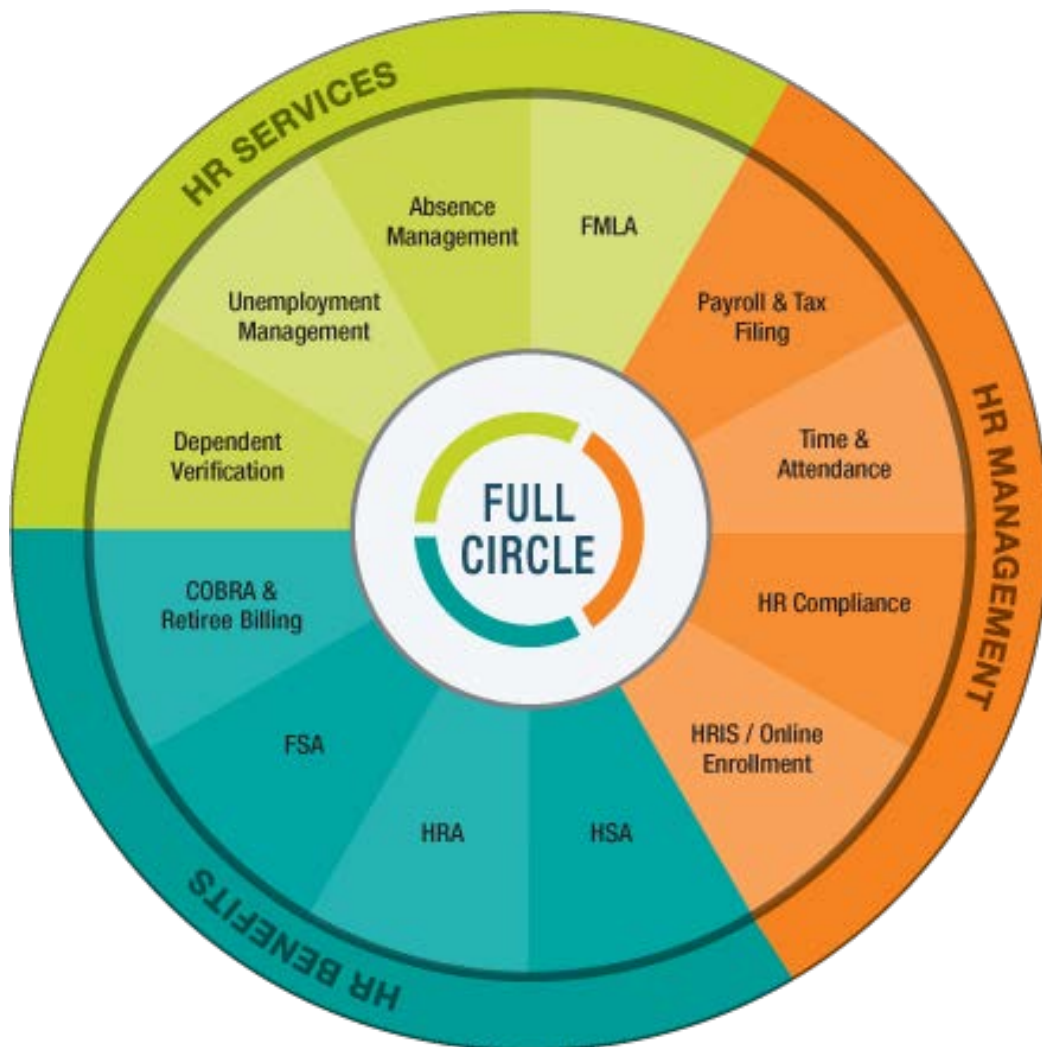 HR SERVICES
Absence
Management
FMLA
Unemployment
Management
Payroll & Tax
Filing
Dependent
Verification
Time &
Attendance
HR MANAGEMENT
FULL
CIRCLE
COBRA &
Retiree Billing
HR Compliance
FSA
HRIS / Online
Enrollment
HRA
HSA
HR BENEFITS